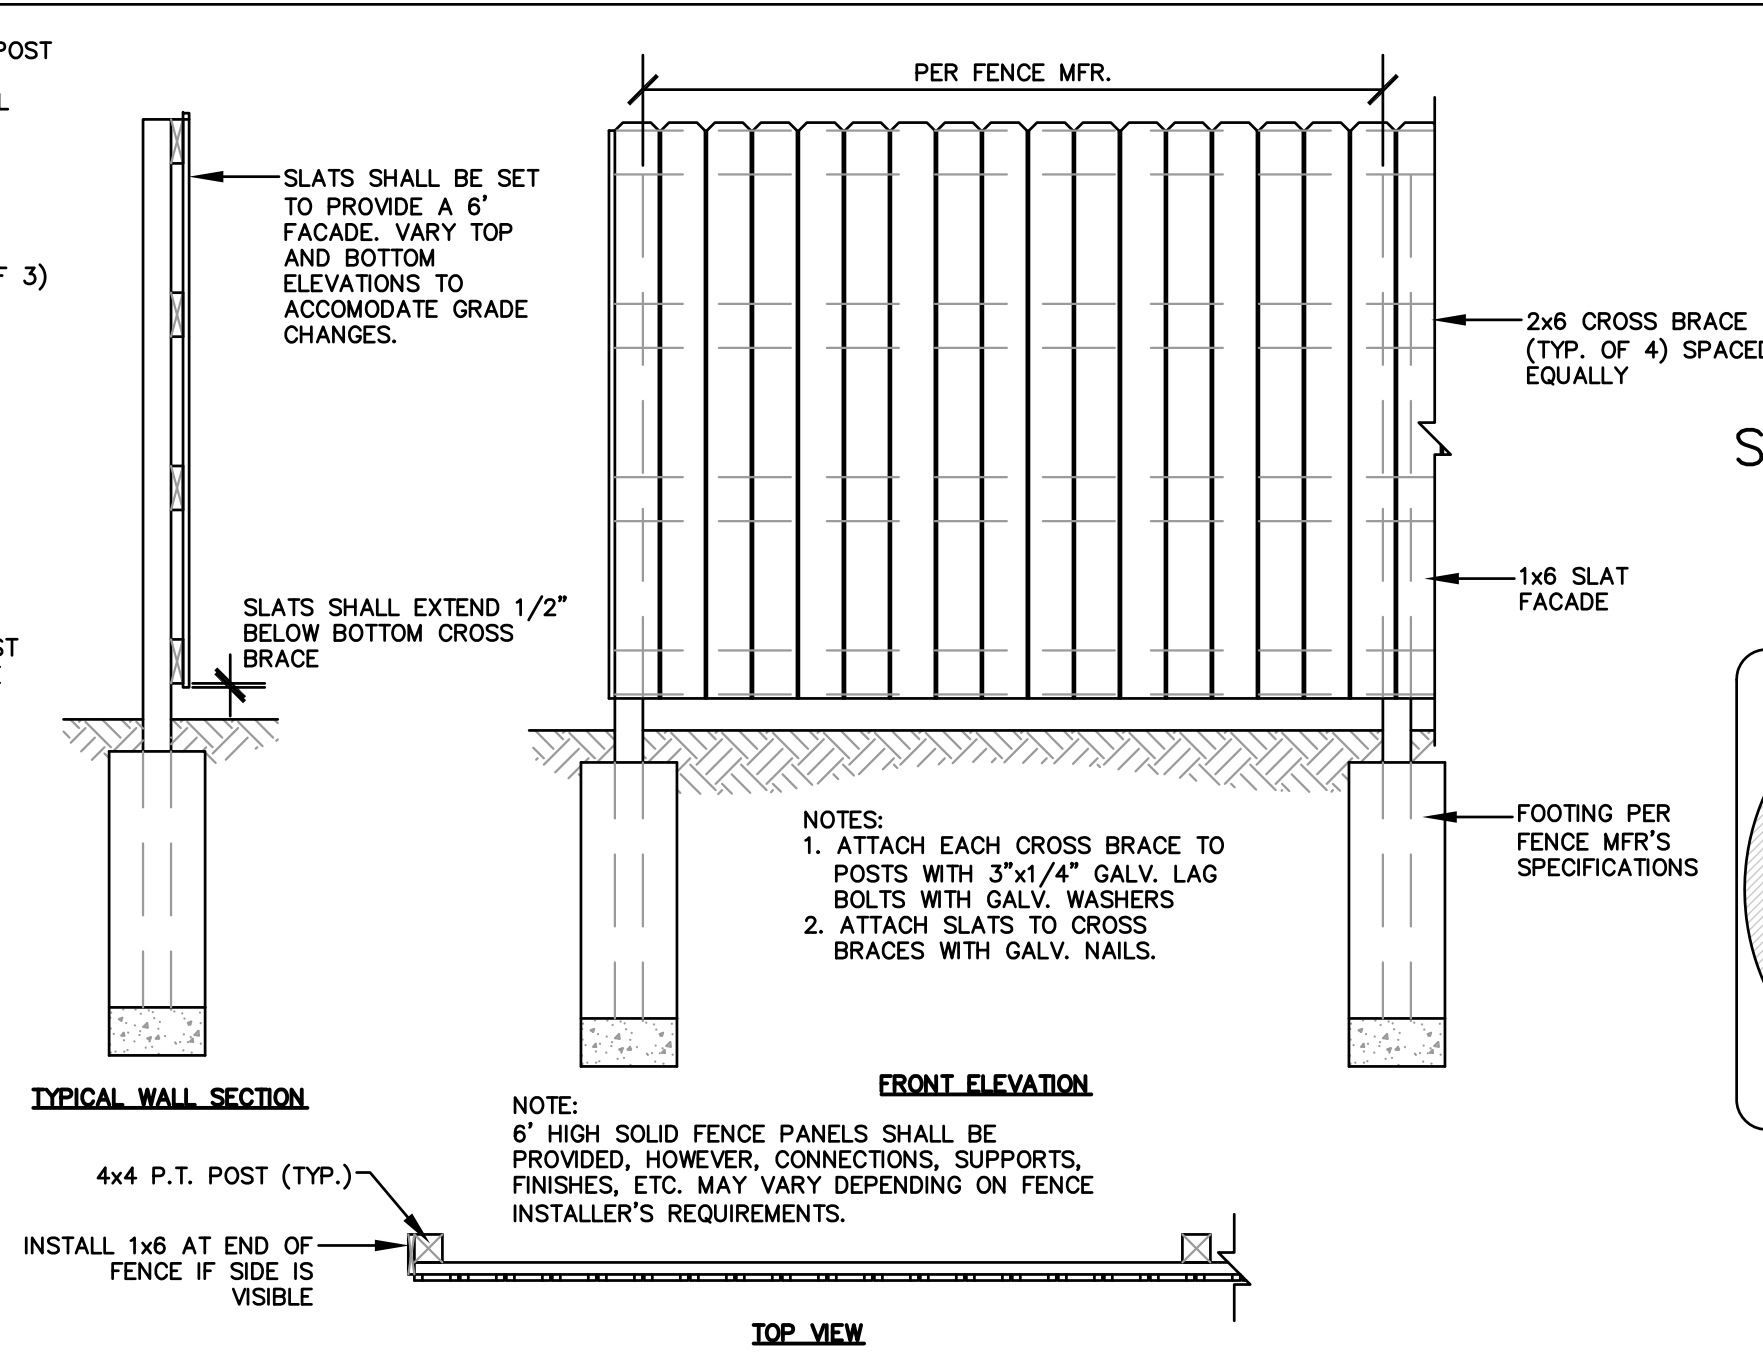 POST
L
F 3)
ST
PER FENCE MFR.
SLATS SHALL BE SET
TO PROVIDE A 6'
FACADE. VARY TOP
AND BOTTOM
ELEVATIONS TO
ACCOMODATE GRADE
CHANGES.
2x6 CROSS BRACE
(TYP. OF 4) SPACED
EQUALLY
S
SLATS SHALL EXTEND 1/2"
BELOW BOTTOM CROSS
BRACE
1x6 SLAT
FACADE
NOTES:
1. ATTACH EACH CROSS BRACE TO
POSTS WITH 3"x1/4" GALV. LAG
BOLTS WITH GALV. WASHERS
2. ATTACH SLATS TO CROSS
BRACES WITH GALV. NAILS.
FOOTING PER
FENCE MFR'S
SPECIFICATIONS
TYPICAL WALL SECTION
FRONT ELEVATION
NOTE:
6' HIGH SOLID FENCE PANELS SHALL BE
PROVIDED, HOWEVER, CONNECTIONS, SUPPORTS,
FINISHES, ETC. MAY VARY DEPENDING ON FENCE
INSTALLER'S REQUIREMENTS.
4x4 P.T. POST (TYP.)
INSTALL 1x6 AT END OF
FENCE IF SIDE IS
VISIBLE
TOP VIEW